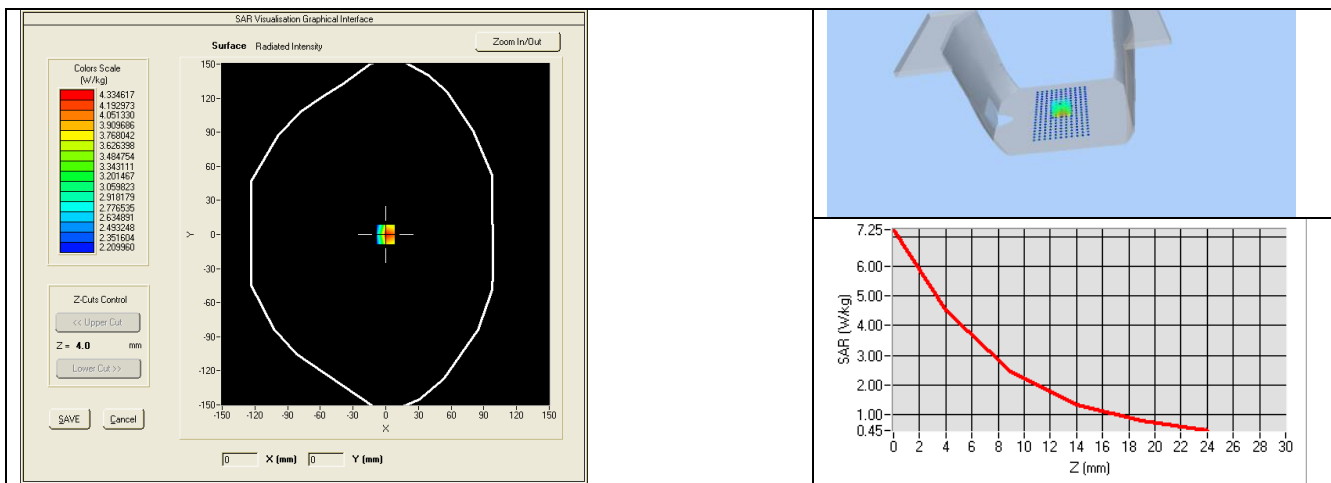 SAR Visualisation Graphical Interface
Surface Radiated Intensity
Zoom In/Out
Colors Scale
(W/kg)
4.334617
4.192973
4.051330
3.909686
3.768042
3.626398
3.484754
3.343111
3.201467
3.059823
2.918179
2.776535
2.634891
2.493248
2.351604
2.209960
Z-Cuts Control
<< Upper Cut
Z = 4.0 mm
Lower Cut >>
SAVE Cancel
150
120
90
60
30
0
-30
-60
-90
-120
-150
Y
-150 -120 -90 -60 -30 0 30 60 90 120 150
X
0 X (mm) 0 Y (mm)
7.25
6.00
5.00
4.00
3.00
2.00
1.00
0.45
SAR (W/kg)
0 2 4 6 8 10 12 14 16 18 20 22 24 26 28 30
Z (mm)